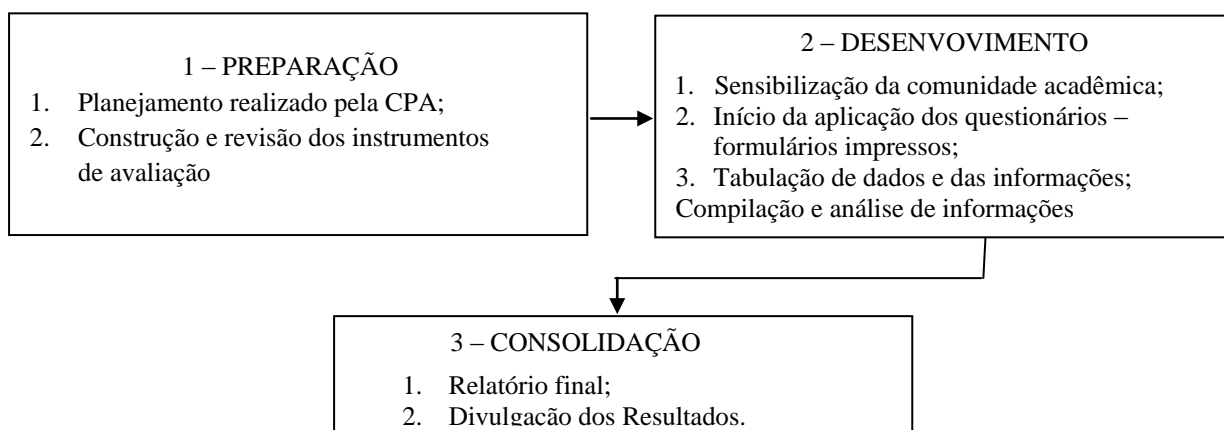 1 – PREPARAÇÃO
1. Planejamento realizado pela CPA;
2. Construção e revisão dos instrumentos
de avaliação
2 – DESENVOVIMENTO
1. Sensibilização da comunidade acadêmica;
2. Início da aplicação dos questionários –
formulários impressos;
3. Tabulação de dados e das informações;
Compilação e análise de informações
3 – CONSOLIDAÇÃO
1. Relatório final;
2. Divulgação dos Resultados.